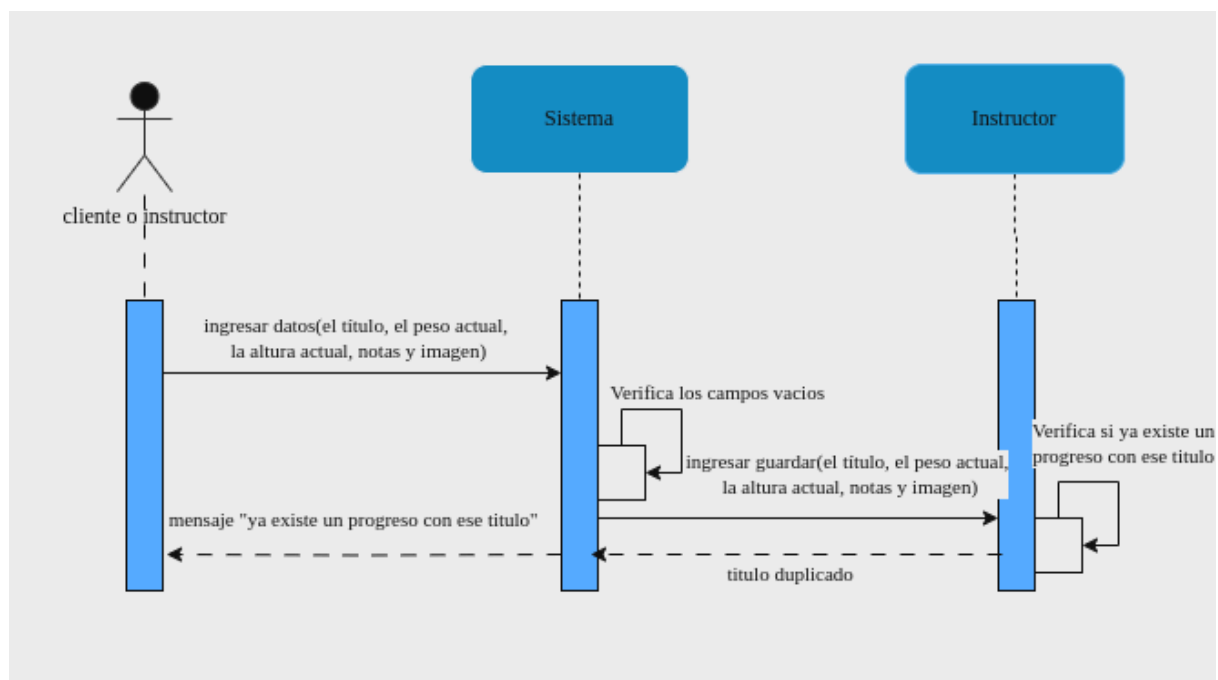 Sistema
Instructor
cliente o instructor
ingresar datos(el título, el peso actual,
la altura actual, notas y imagen)
Verifica los campos vacios
Verifica si ya existe un
progreso con ese titulo
ingresar guardar(el título, el peso actual,
la altura actual, notas y imagen)
mensaje "ya existe un progreso con ese titulo"
titulo duplicado